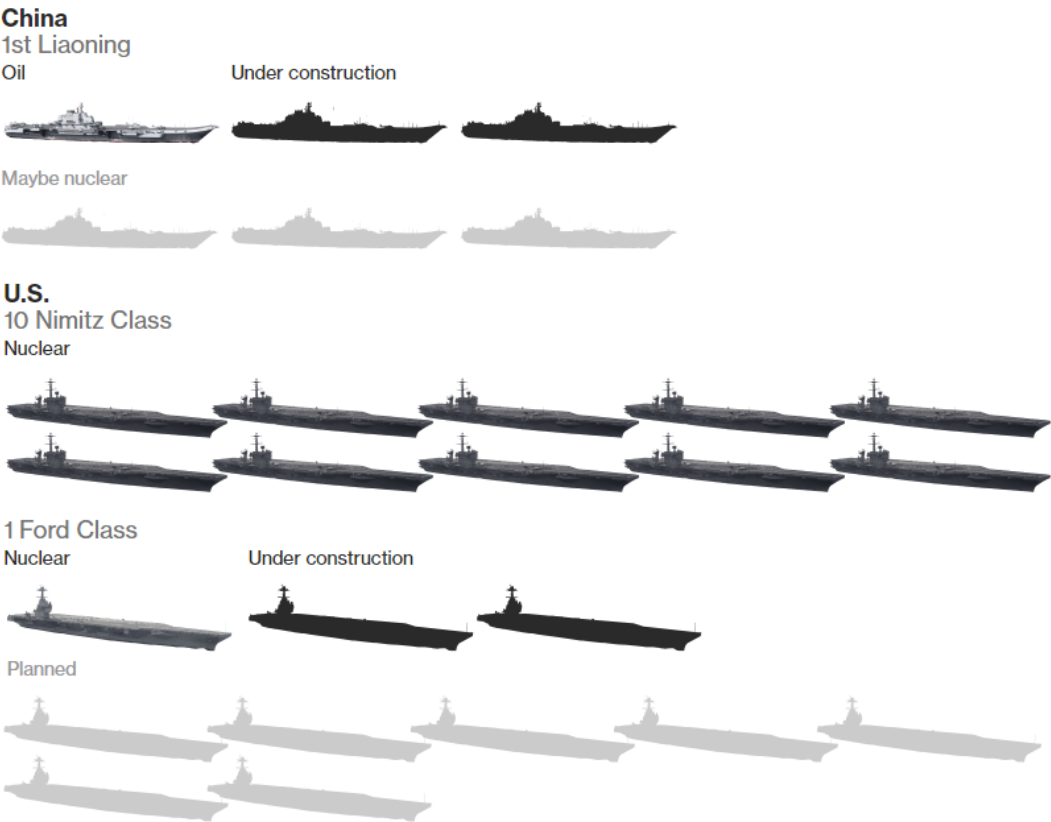 China
1st Liaoning
Oil
Under construction
Maybe nuclear
U.S.
10 Nimitz Class
Nuclear
1 Ford Class
Nuclear
Under construction
Planned